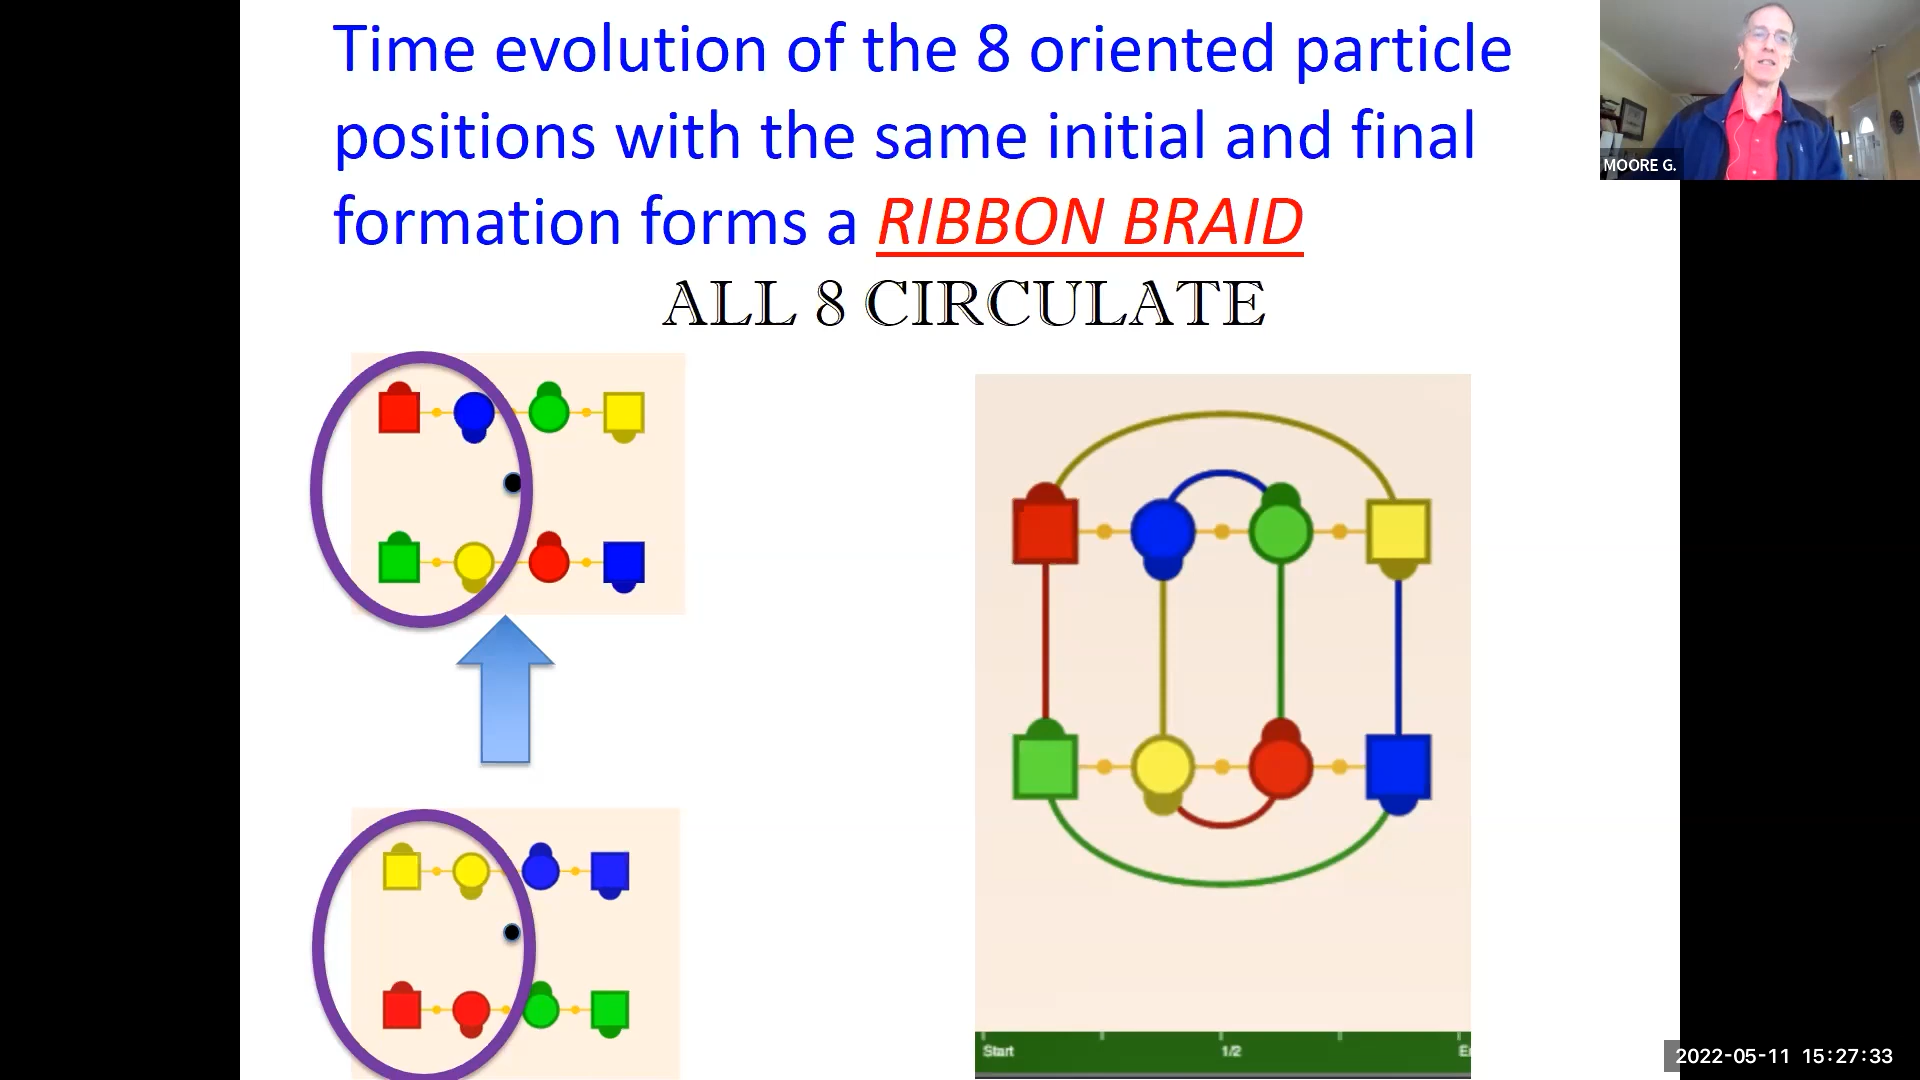 Time evolution of the 8 oriented particle
positions with the same initial and final
formation forms a RIBBON BRAID
ALL 8 CIRCULATE
MOORE G.
Start 1/2
2022-05-11 15:27:33